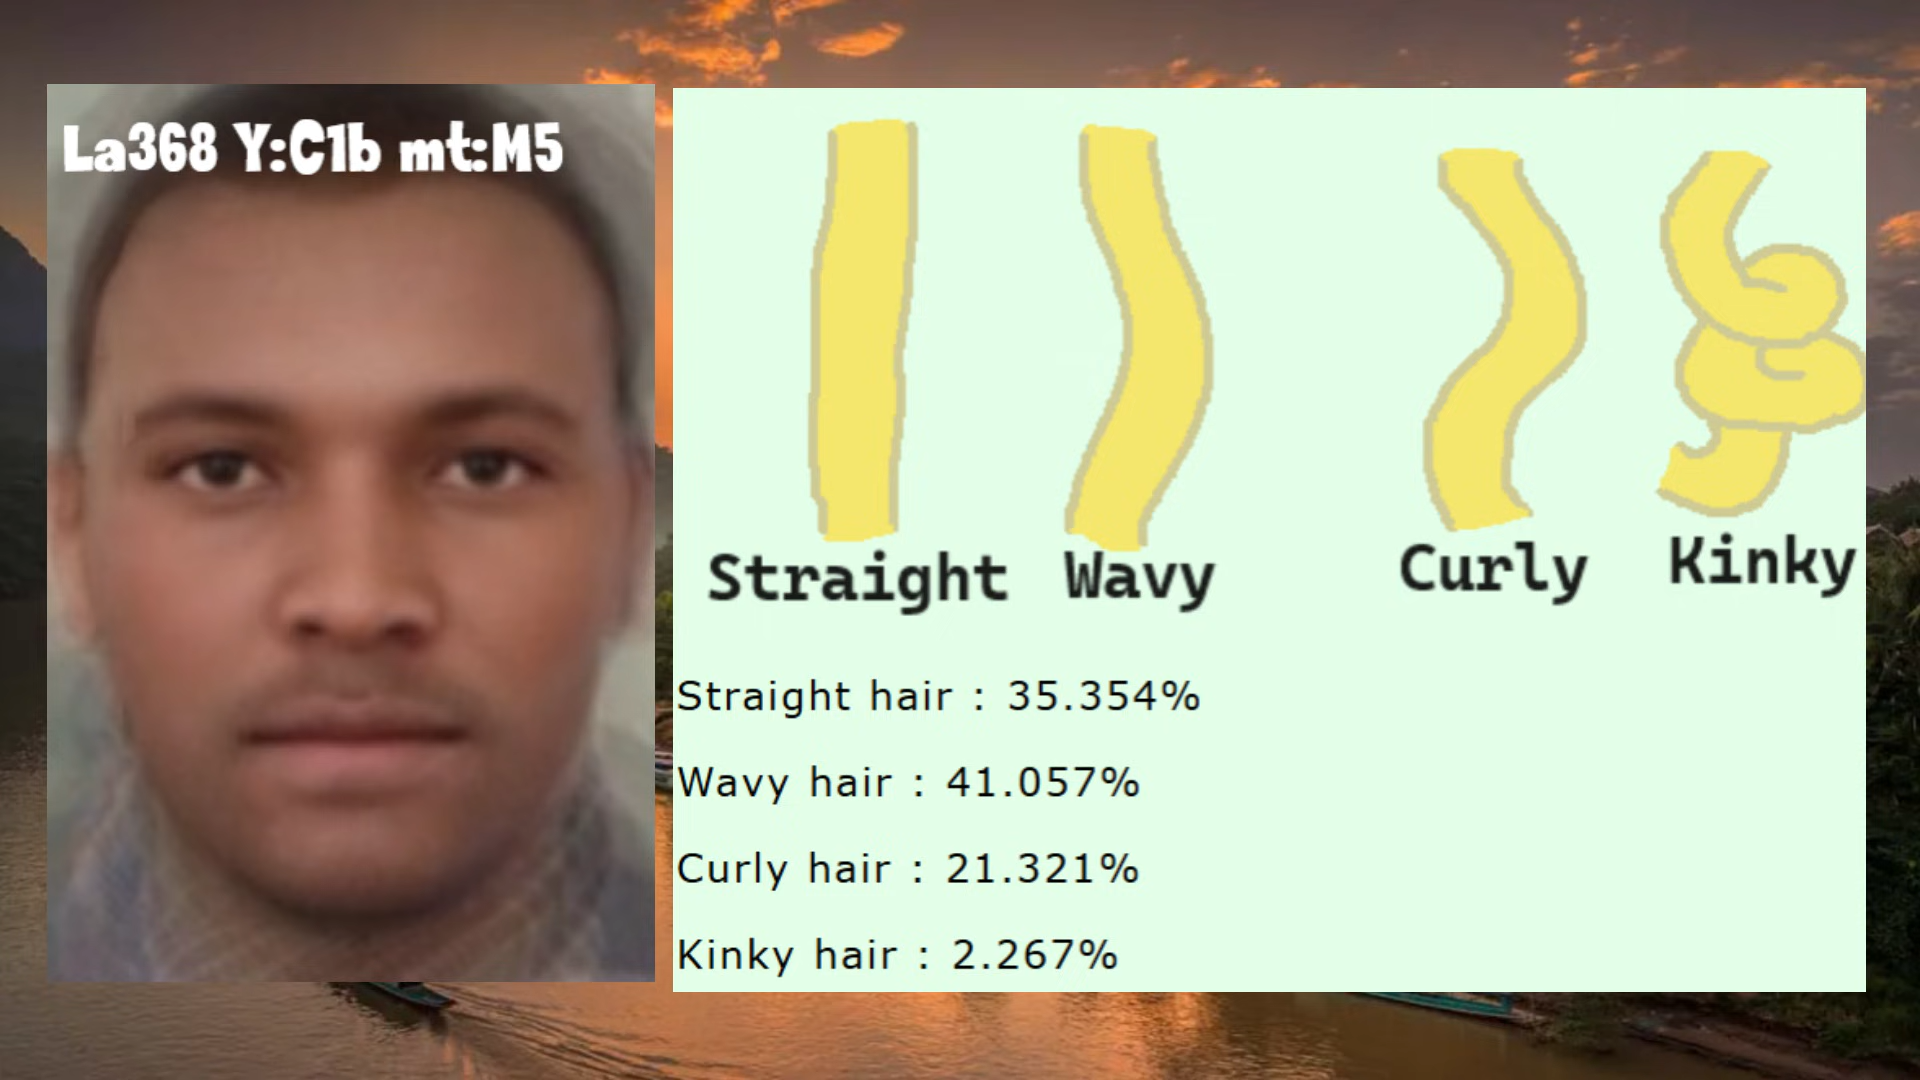 La368 Y:C1b mt:M5
Straight Wavy Curly Kinky
Straight hair : 35.354%
Wavy hair : 41.057%
Curly hair : 21.321%
Kinky hair : 2.267%